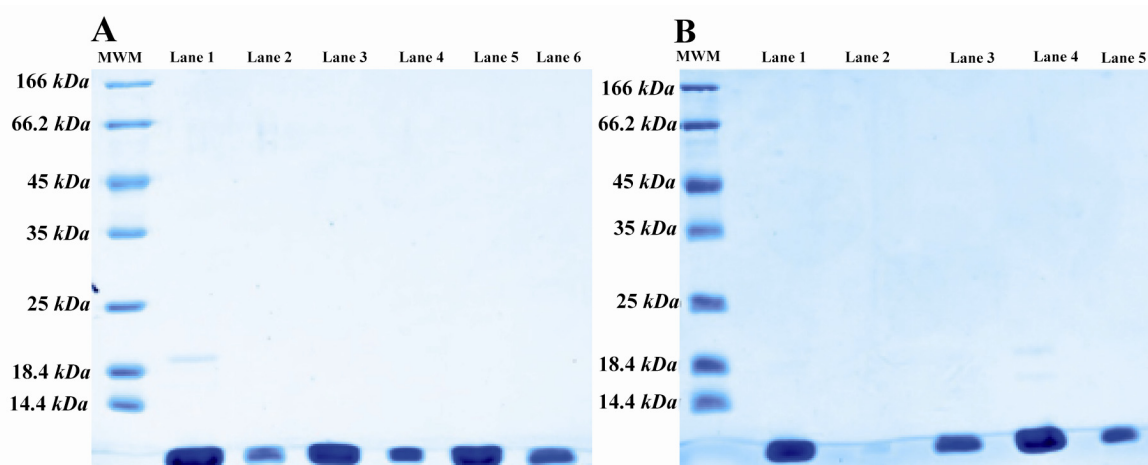 A
MWM Lane 1 Lane 2 Lane 3 Lane 4 Lane 5 Lane 6
166 kDa
66.2 kDa
45 kDa
35 kDa
25 kDa
18.4 kDa
14.4 kDa
B
MWM Lane 1 Lane 2 Lane 3 Lane 4 Lane 5
166 kDa
66.2 kDa
45 kDa
35 kDa
25 kDa
18.4 kDa
14.4 kDa